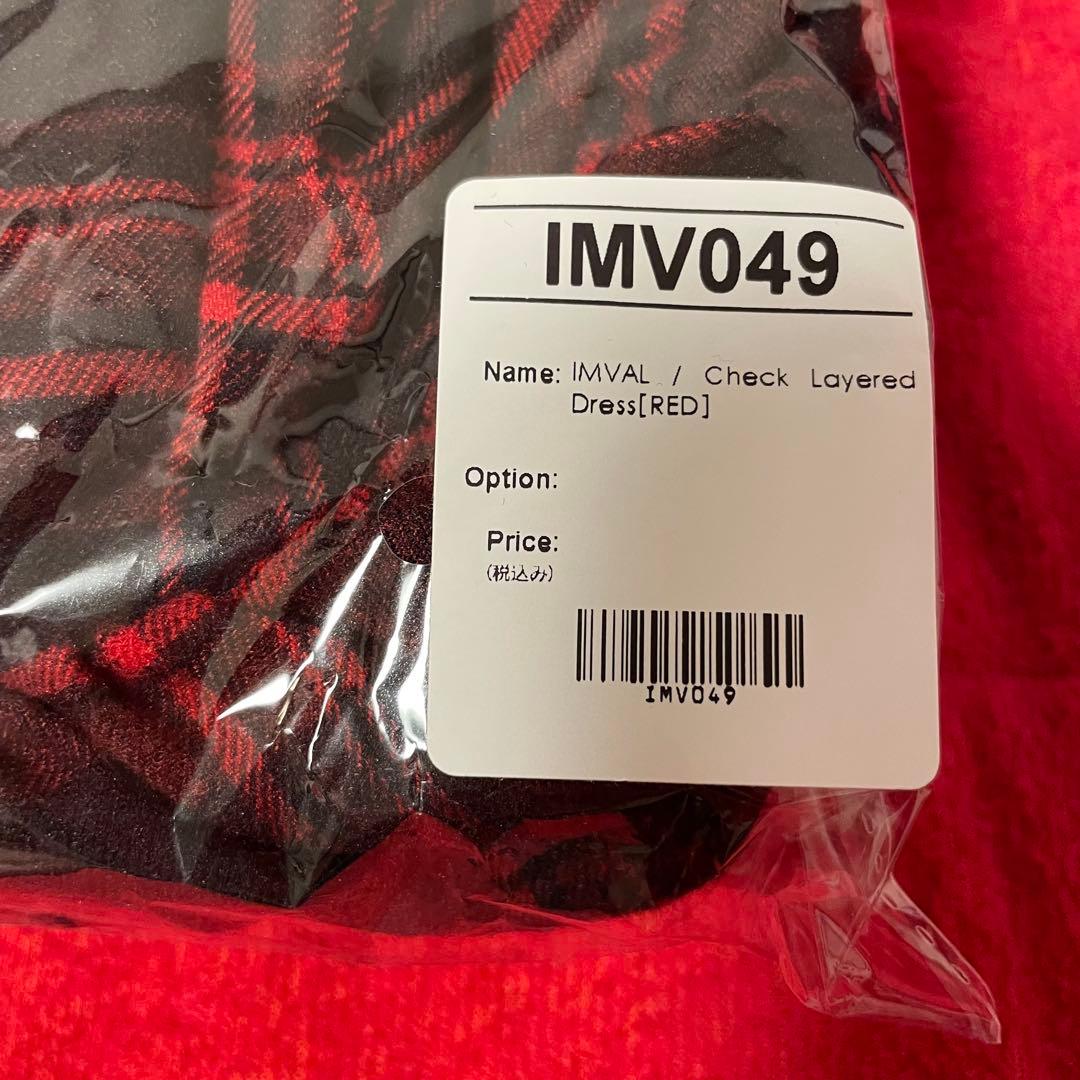 IMV049
Name: IMVAL / Check Layered
Dress[RED]
Option:
Price:
(税込み)
IMV049